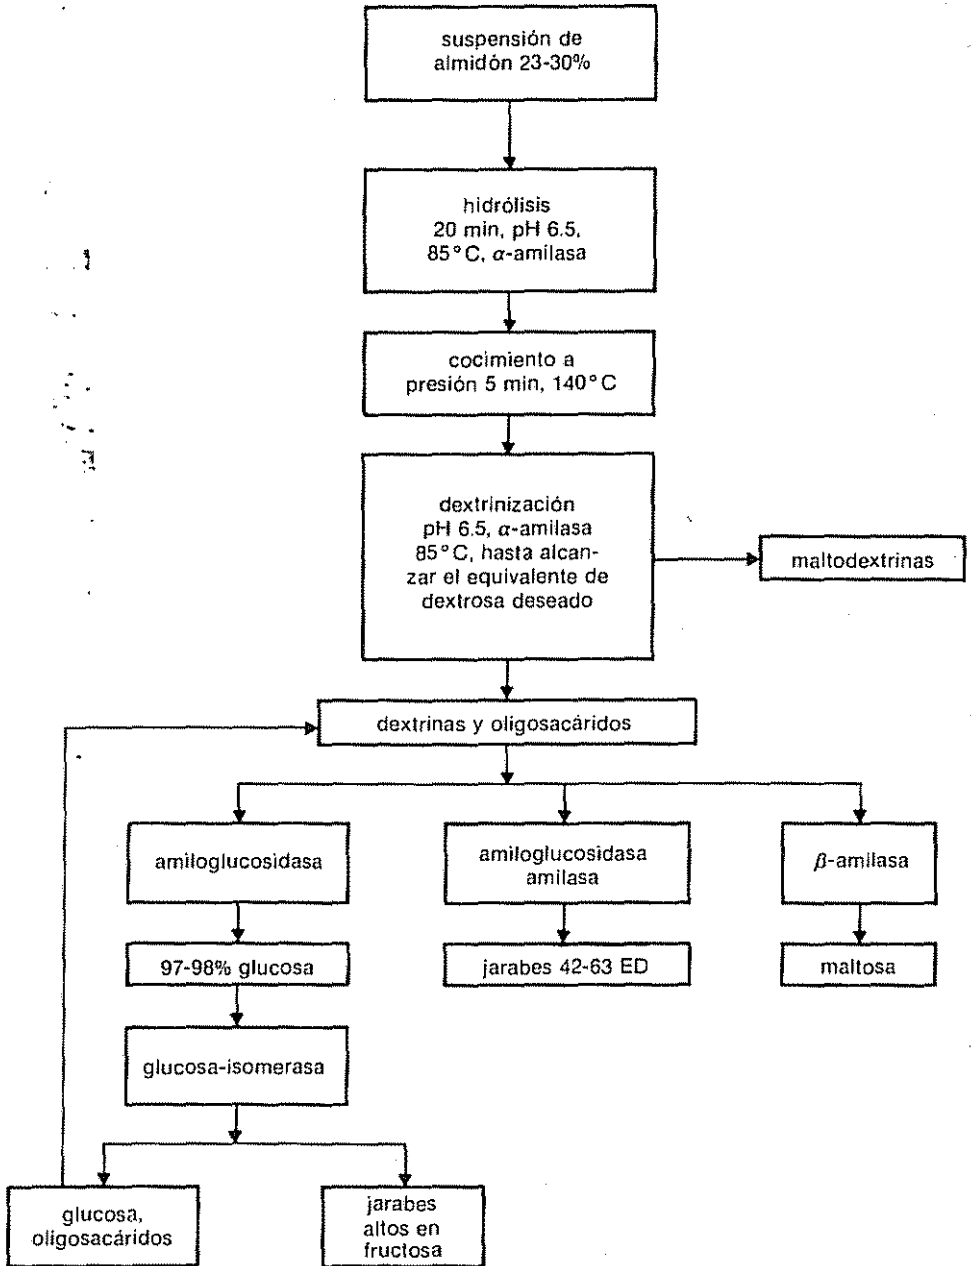 suspensión de
almidón 23-30%
hidrólisis
20 min, pH 6.5,
85°C, α-amilasa
cocimiento a
presión 5 min, 140°C
dextrinización
pH 6.5, α-amilasa
85°C, hasta alcan-
zar el equivalente de
dextrosa deseado
maltodextrinas
dextrinas y oligosacáridos
amiloglucosidasa
amiloglucosidasa
amilasa
β-amilasa
97-98% glucosa
jarabes 42-63 ED
maltosa
glucosa-isomerasa
glucosa,
oligosacáridos
jarabes
altos en
fructosa